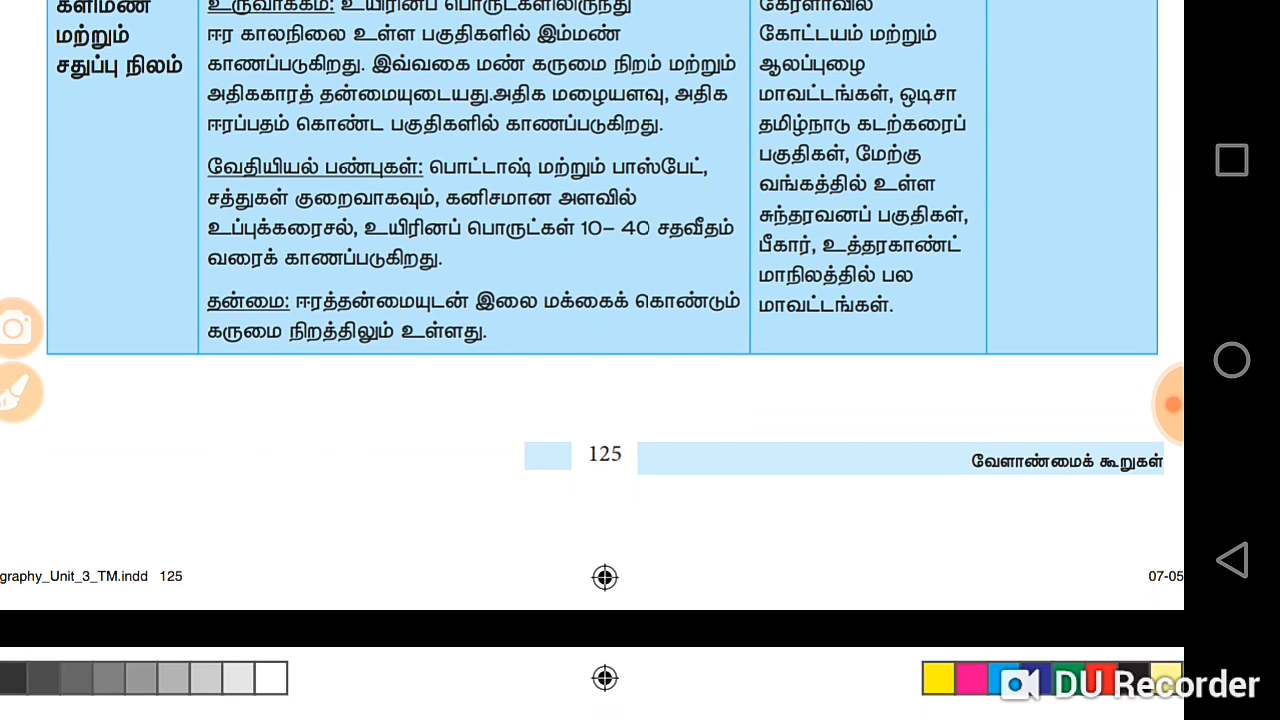 களிமண்
மற்றும்
சதுப்பு நிலம்
உருவாக்கம்: உயிரினப் பொருட்களிலிருந்து
ஈர காலநிலை உள்ள பகுதிகளில் இம்மண்
காணப்படுகிறது. இவ்வகை மண் கருமை நிறம் மற்றும்
அதிககாரத் தன்மையுடையது.அதிக மழையளவு, அதிக
ஈரப்பதம் கொண்ட பகுதிகளில் காணப்படுகிறது.
வேதியியல் பண்புகள்: பொட்டாஷ் மற்றும் பாஸ்பேட்,
சத்துகள் குறைவாகவும், கனிசமான அளவில்
உப்புக்கரைசல், உயிரினப் பொருட்கள் 10– 40 சதவீதம்
வரைக் காணப்படுகிறது.
தன்மை: ஈரத்தன்மையுடன் இலை மக்கைக் கொண்டும்
கருமை நிறத்திலும் உள்ளது.
கேரளாவில்
கோட்டயம் மற்றும்
ஆலப்புழை
மாவட்டங்கள், ஒடிசா
தமிழ்நாடு கடற்கரைப்
பகுதிகள், மேற்கு
வங்கத்தில் உள்ள
சுந்தரவனப் பகுதிகள்,
பீகார், உத்தரகாண்ட்
மாநிலத்தில் பல
மாவட்டங்கள்.
125
வேளாண்மைக் கூறுகள்
graphy_Unit_3_TM.indd 125
07-05
DU Recorder